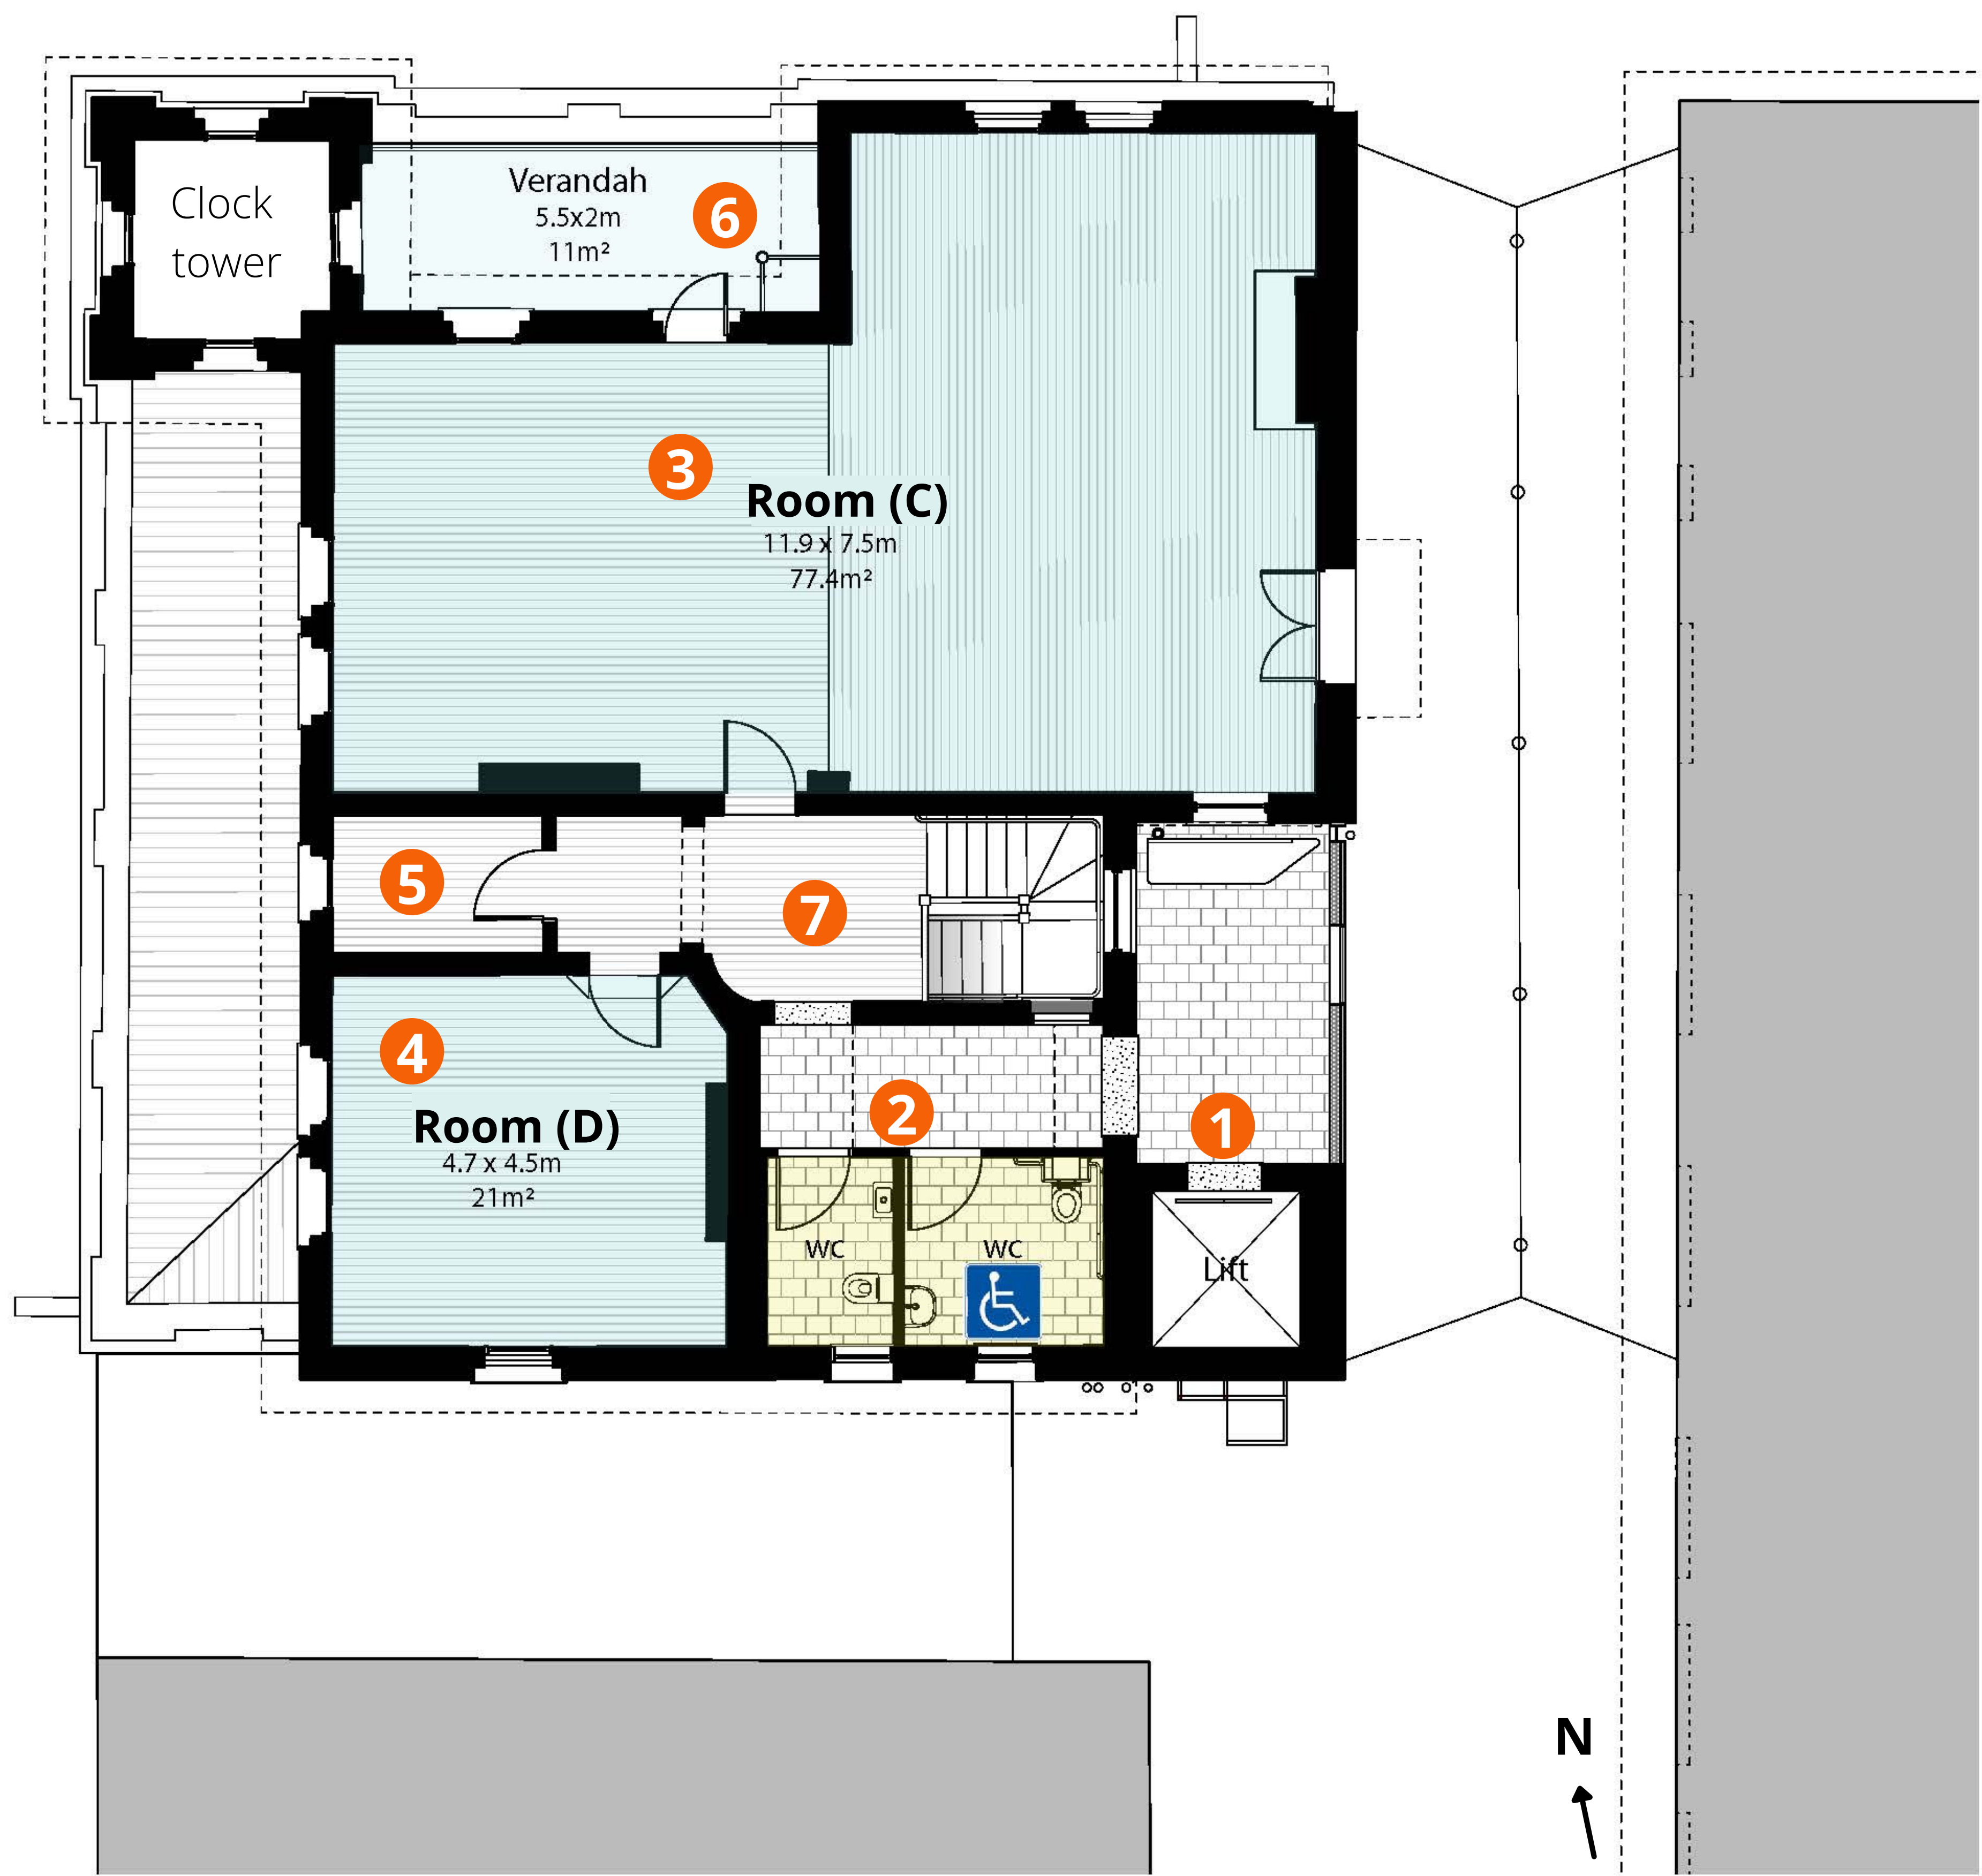 Clock
tower
Verandah
5.5x2m
11m²
6
3
Room (C)
11.9 x 7.5m
77.4m²
5
7
4
Room (D)
4.7 x 4.5m
21m²
2
1
WC
WC
Lift
N